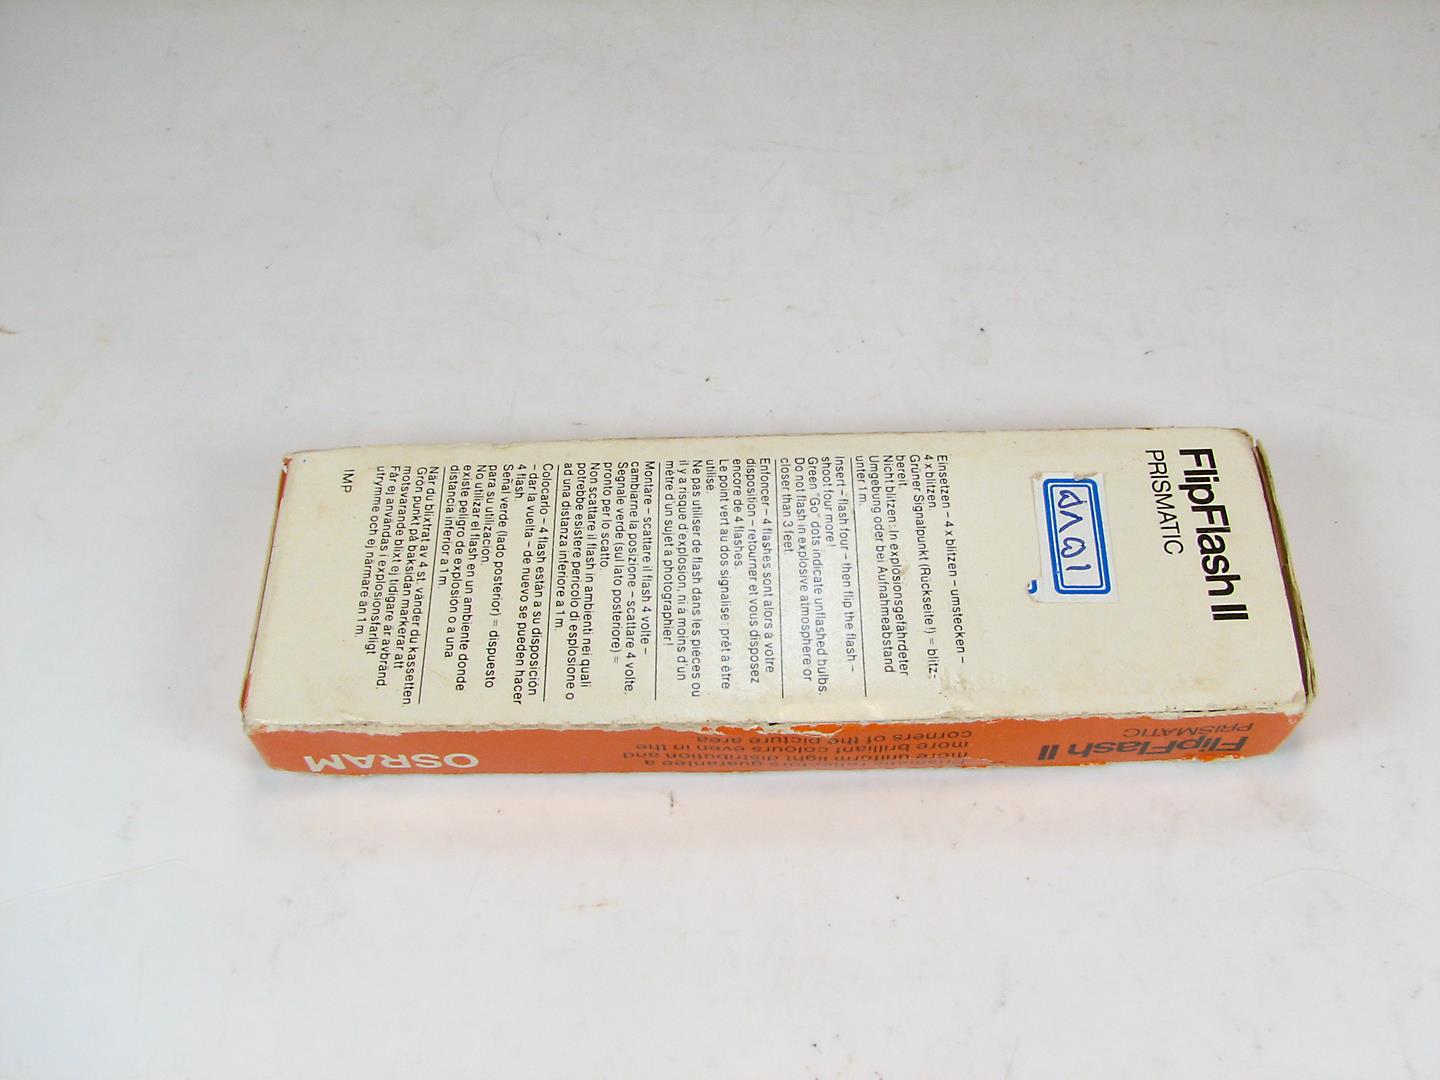 FlipFlash II
PRISMATIC
Einsetzen – 4 x blitzen – umstecken –
4 x blitzen.
Grüner Signalpunkt (Rückseite!) = blitz-
bereit.
Nicht blitzen: In explosionsgefährdeter
Umgebung oder bei Aufnahmeabstand
unter 1 m.
Insert – flash four – then flip the flash –
shoot four more!
Green "Go" dots indicate unflashed bulbs.
Do not flash in explosive atmosphere or
closer than 3 feet.
Enfoncer – 4 flashes sont alors à votre
disposition – retourner et vous disposez
encore de 4 flashes.
Le point vert au dos signalise: prêt à être
utilisé.
Ne pas utiliser de flash dans les pièces ou
il y a risque d'explosion, ni à moins d'un
mètre d'un sujet à photographier!
Montare – scattare il flash 4 volte –
cambiarne la posizione – scattare 4 volte.
Segnale verde (sul lato posteriore) =
pronto per lo scatto.
Non scattare il flash in ambienti nei quali
potrebbe esistere pericolo di esplosione o
ad una distanza inferiore a 1 m.
Colocarlo – 4 flash están a su disposición
– dar la vuelta – de nuevo se pueden hacer
4 flash.
Señal verde (lado posterior) = dispuesto
para su utilización.
No utilizar el flash en un ambiente donde
existe peligro de explosión o a una
distancia inferior a 1 m.
När du blixtrat av 4 st. vänder du kassetten.
Grön punkt på baksidan markerar att
motsvarande blixt ej tidigare är avbränd.
Får ej användas i explosionsfarligt
utrymme och ej närmare än 1 m.
IMP
FlipFlash II
PRISMATIC
Prismatic reflectors guarantee a
more uniform light distribution and
more brilliant colours even in the
corners of the picture area
OSRAM